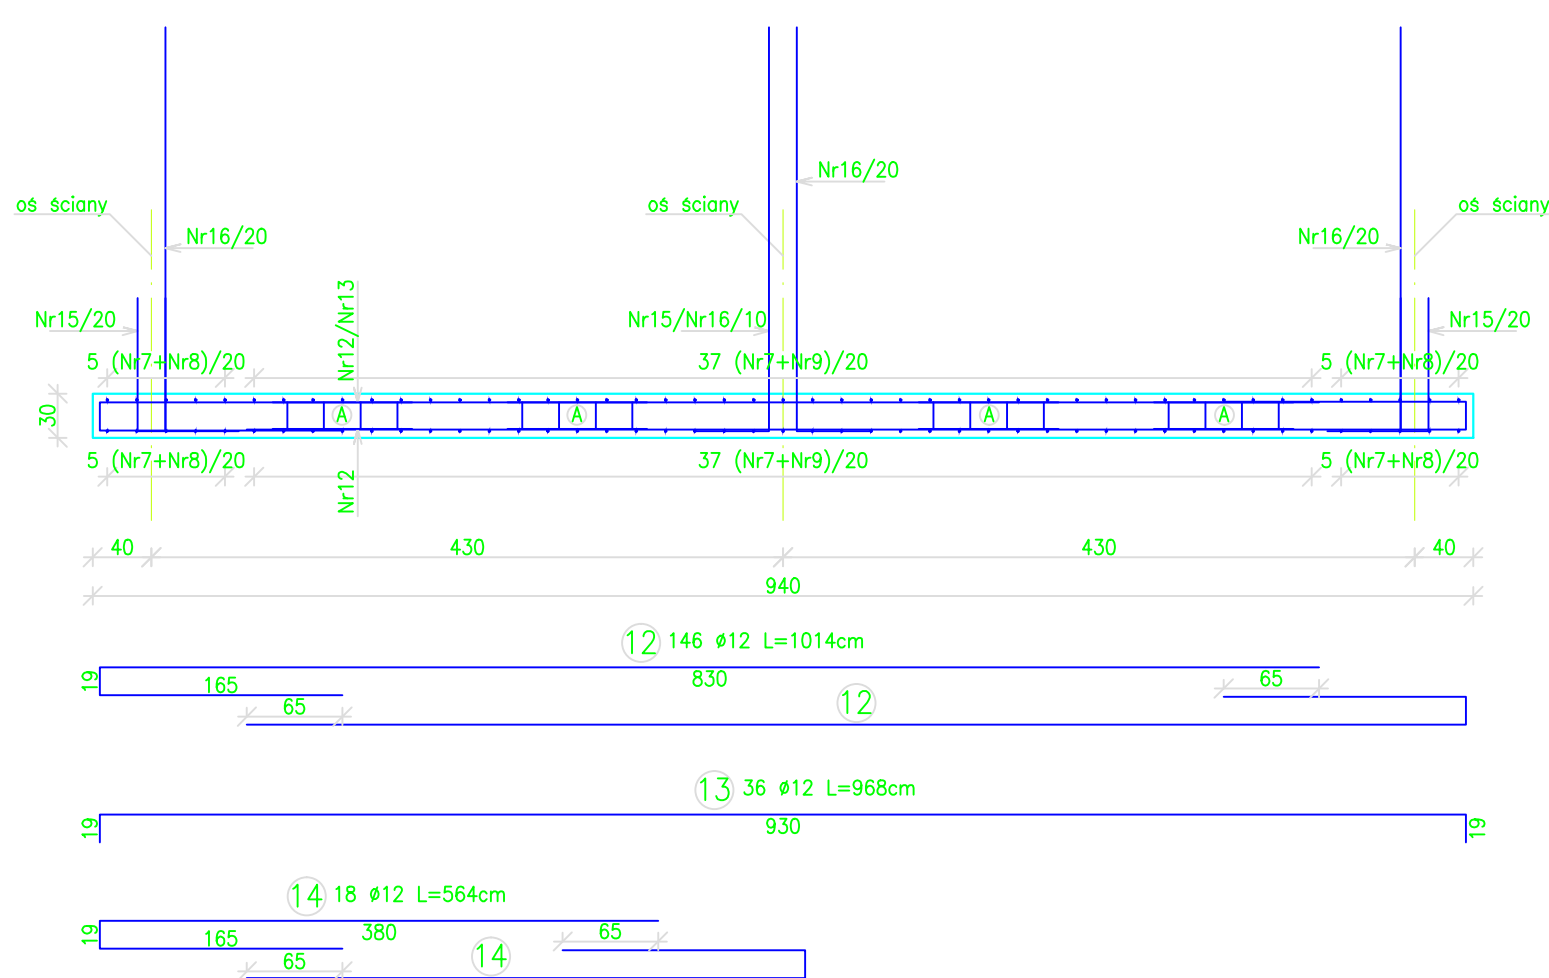 Nr16/20
oś ściany
oś ściany
oś ściany
Nr16/20
Nr16/20
Nr12/Nr13
Nr15/20
Nr15/Nr16/10
Nr15/20
5 (Nr7+Nr8)/20
37 (Nr7+Nr9)/20
5 (Nr7+Nr8)/20
30
A
A
A
A
5 (Nr7+Nr8)/20
37 (Nr7+Nr9)/20
5 (Nr7+Nr8)/20
Nr12
40
430
430
40
940
12 146 ø12 L=1014cm
19
165
830
65
65
12
13 36 ø12 L=968cm
19
930
19
14 18 ø12 L=564cm
19
165
380
65
65
14